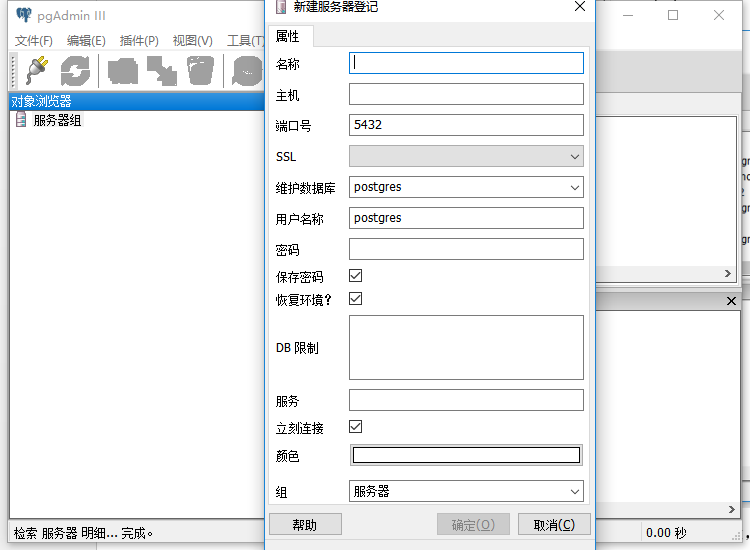 pgAdmin III
文件(F) 编辑(E) 插件(P) 视图(V) 工具(T)
对象浏览器
服务器组
新建服务器登记
属性
名称
主机
端口号 5432
SSL
维护数据库 postgres
用户名称 postgres
密码
保存密码
恢复环境?
DB 限制
服务
立刻连接
颜色
组 服务器
帮助 确定(O) 取消(C)
检索 服务器 明细... 完成。 0.00 秒